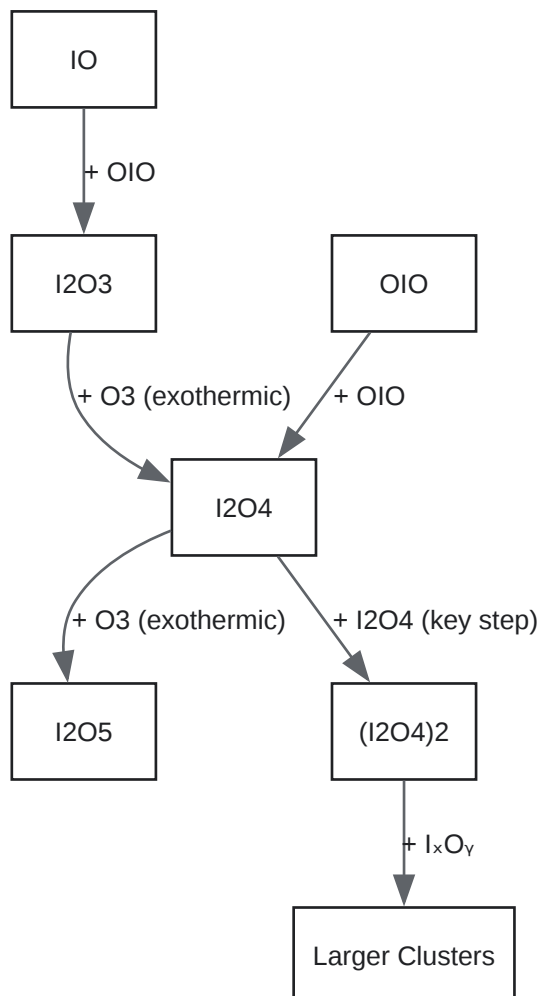 IO
+ OIO
I2O3
OIO
+ O3 (exothermic)
+ OIO
I2O4
+ O3 (exothermic)
+ I2O4 (key step)
I2O5
(I2O4)2
+ IₓOᵧ
Larger Clusters